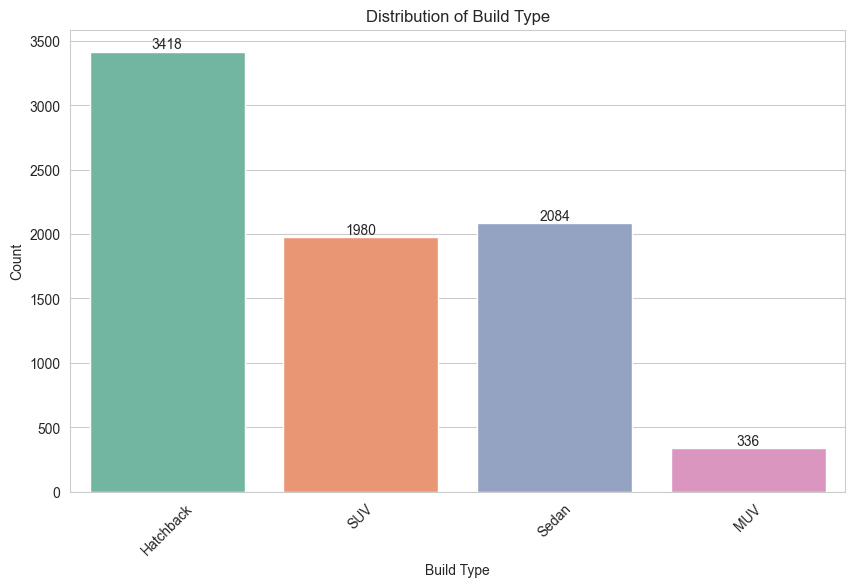 Distribution of Build Type
3500
3000
2500
2000
1500
1000
500
0
Count
3418
1980
2084
336
Hatchback
SUV
Sedan
MUV
Build Type